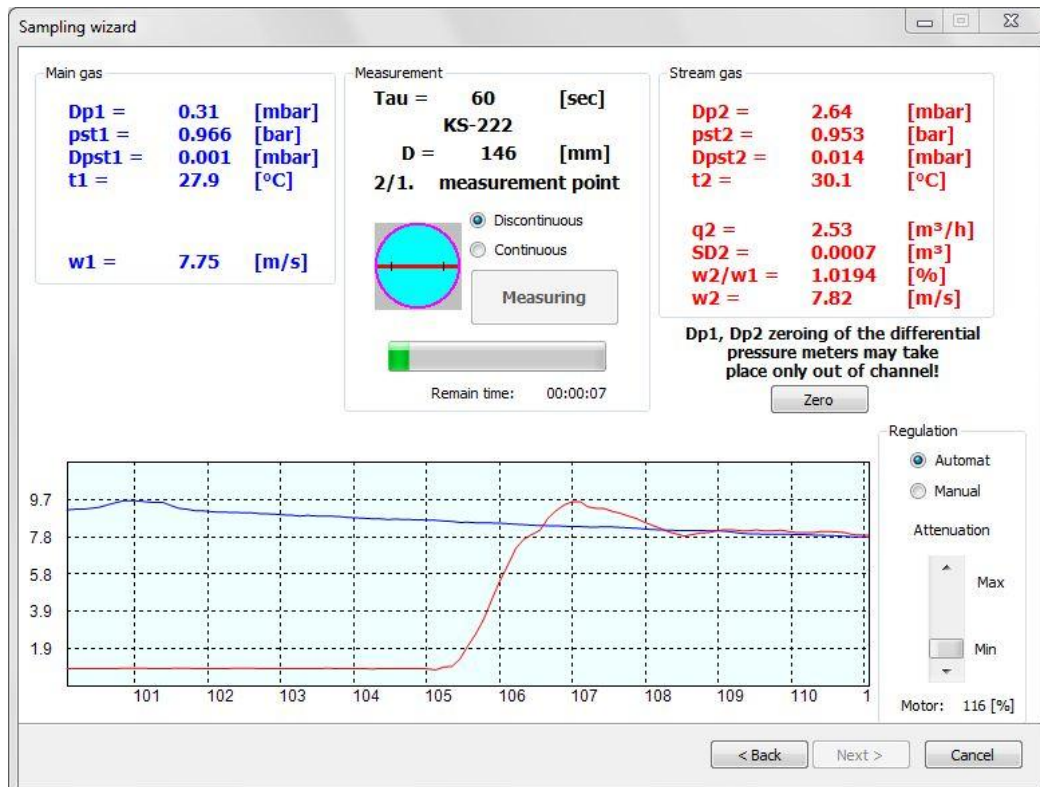 Sampling wizard
Main gas
Dp1 = 0.31 [mbar]
pst1 = 0.966 [bar]
Dpst1 = 0.001 [mbar]
t1 = 27.9 [°C]
w1 = 7.75 [m/s]
Measurement
Tau = 60 [sec]
KS-222
D = 146 [mm]
2/1. measurement point
Discontinuous
Continuous
Measuring
Remain time: 00:00:07
Stream gas
Dp2 = 2.64 [mbar]
pst2 = 0.953 [bar]
Dpst2 = 0.014 [mbar]
t2 = 30.1 [°C]
q2 = 2.53 [m³/h]
SD2 = 0.0007 [m³]
w2/w1 = 1.0194 [%]
w2 = 7.82 [m/s]
Dp1, Dp2 zeroing of the differential
pressure meters may take
place only out of channel!
Zero
9.7
7.8
5.8
3.9
1.9
101 102 103 104 105 106 107 108 109 110 1
Regulation
Automat
Manual
Attenuation
Max
Min
Motor: 116 [%]
< Back Next > Cancel